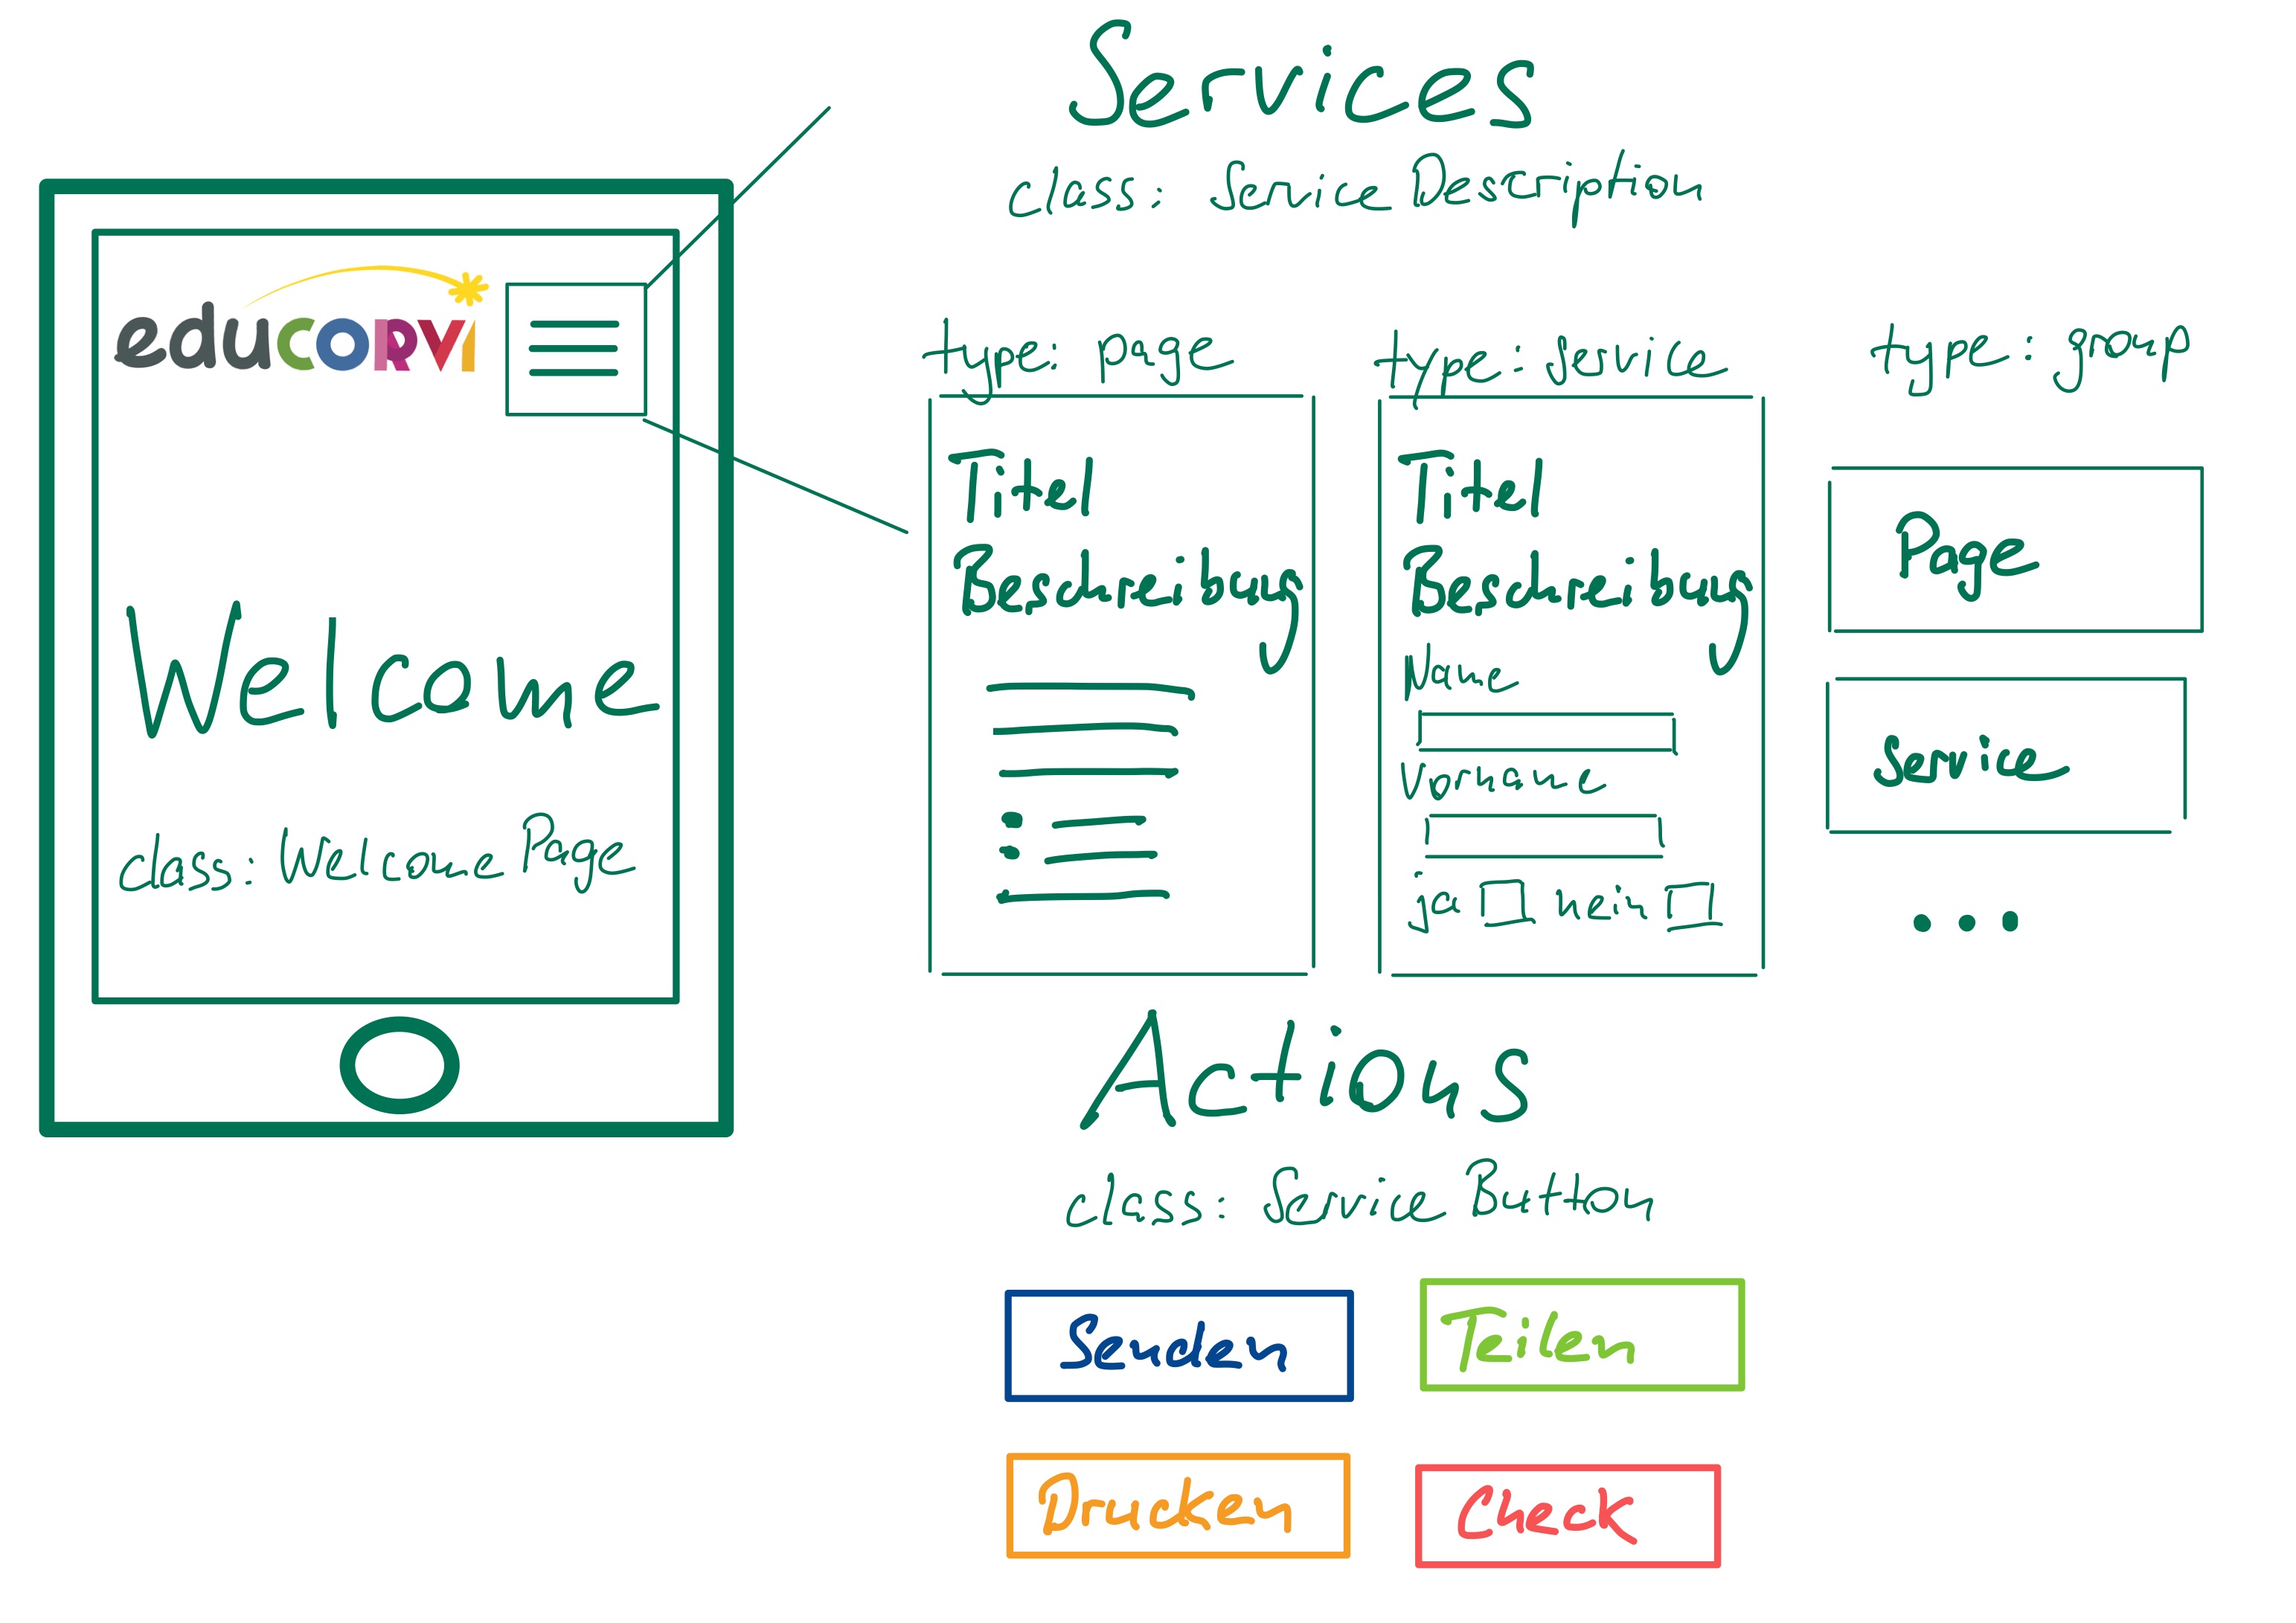 educorvi
Welcome
class: WelcomePage
Services
class: ServiceDescription
type: page
Titel
Beschreibung
type: service
Titel
Beschreibung
Name
Vorname
ja nein
type: group
Page
Service
...
Actions
class: ServiceButton
Senden
Teilen
Drucken
Check